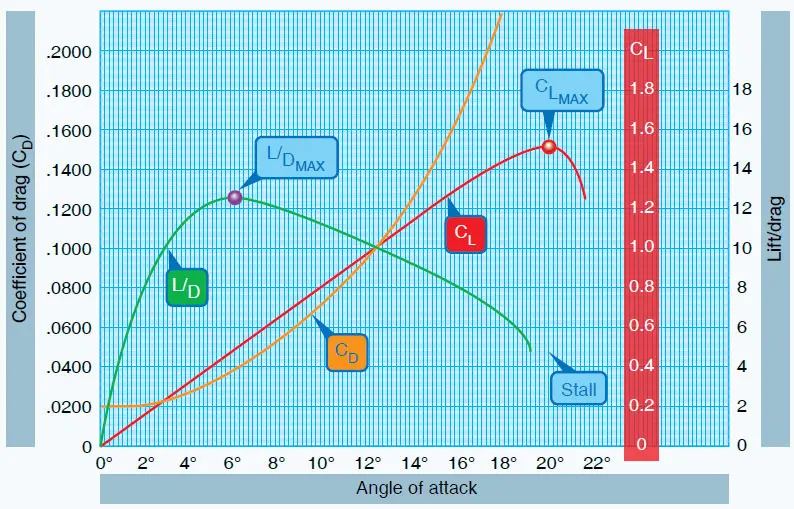 Coefficient of drag (CD)
.2000
.1800
.1600
.1400
.1200
.1000
.0800
.0600
.0400
.0200
0
L/DMAX
CLMAX
L/D
CL
CD
Stall
CL
1.8
1.6
1.4
1.2
1.0
0.8
0.6
0.4
0.2
0
18
16
14
12
10
8
6
4
2
0
Lift/drag
0° 2° 4° 6° 8° 10° 12° 14° 16° 18° 20° 22°
Angle of attack